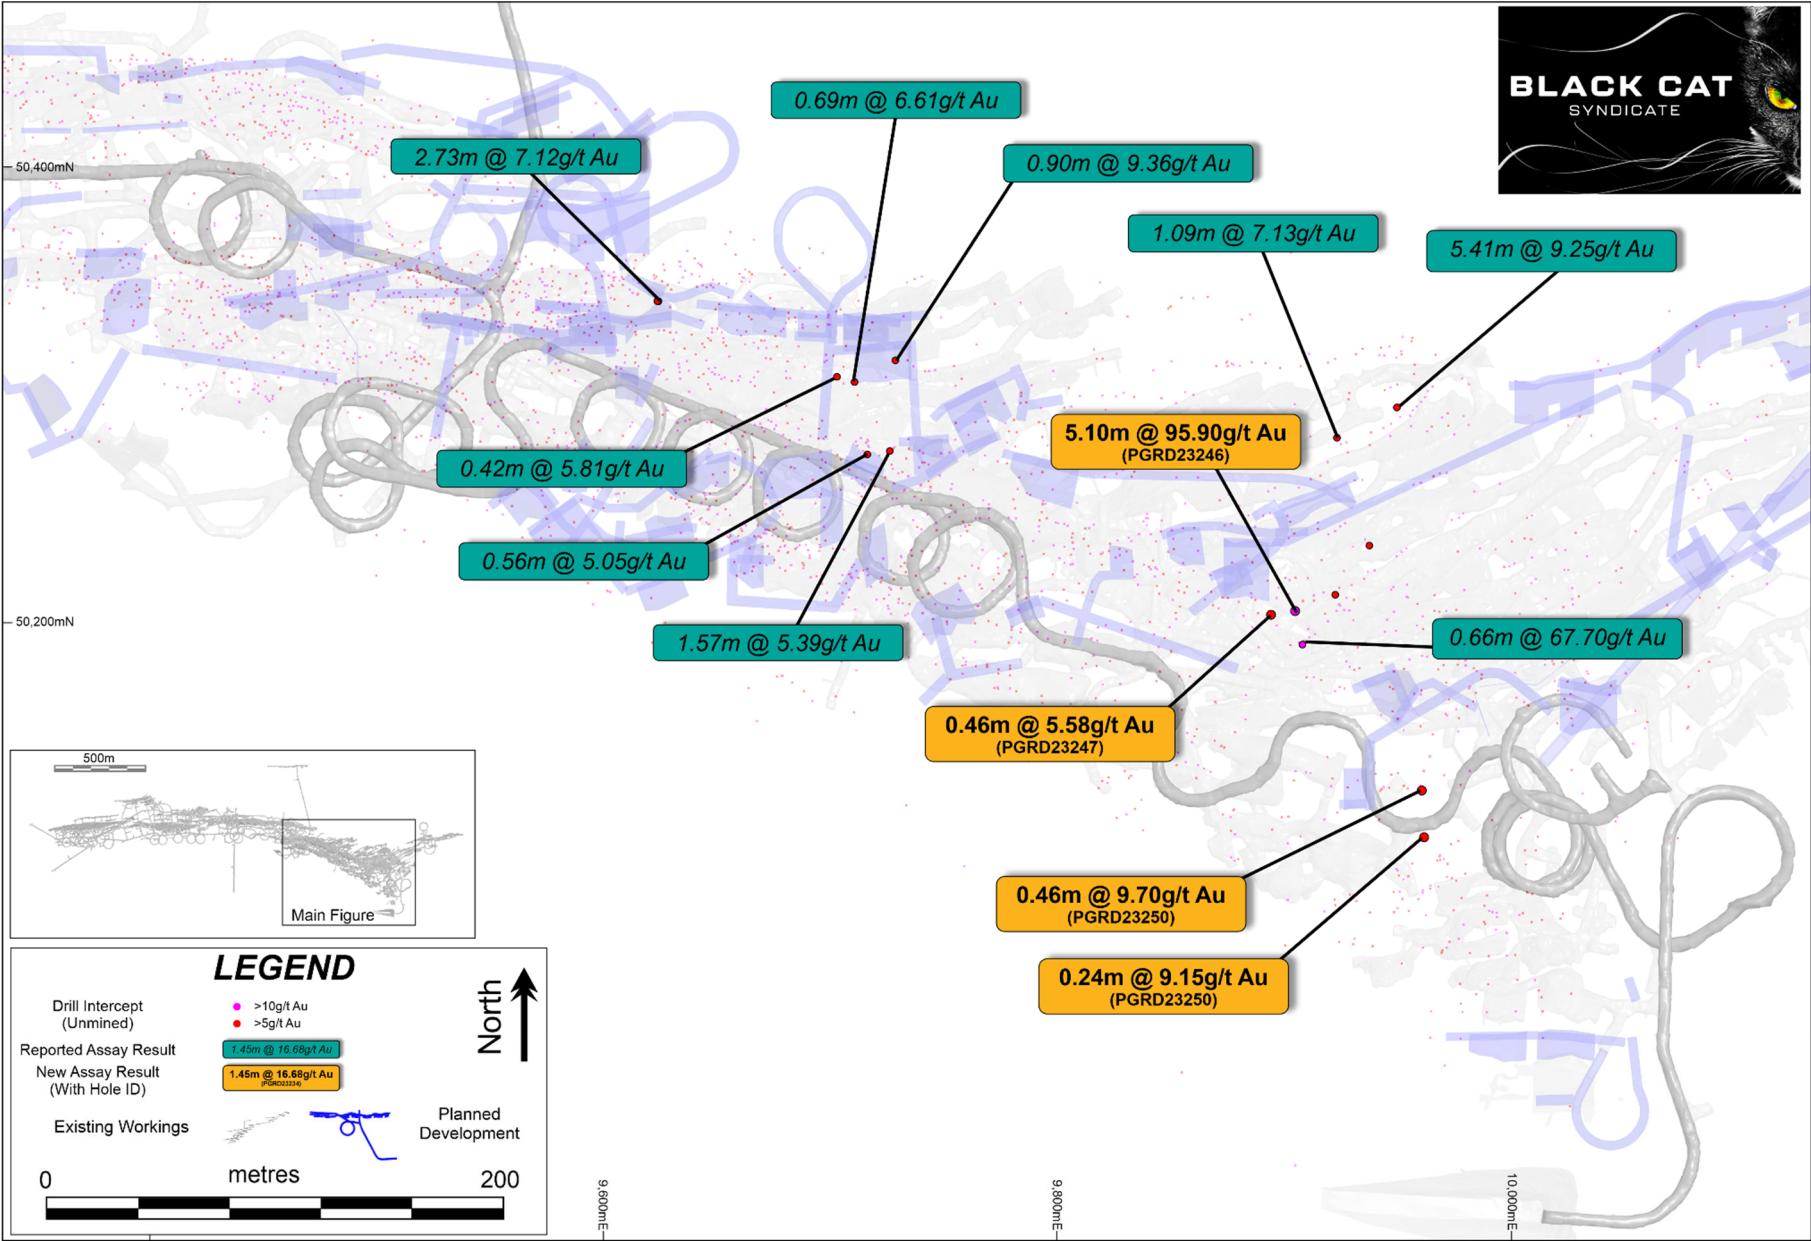 BLACK CAT
SYNDICATE
0.69m @ 6.61g/t Au
2.73m @ 7.12g/t Au
0.90m @ 9.36g/t Au
50,400mN
1.09m @ 7.13g/t Au
5.41m @ 9.25g/t Au
5.10m @ 95.90g/t Au
(PGRD23246)
0.42m @ 5.81g/t Au
0.56m @ 5.05g/t Au
50,200mN
1.57m @ 5.39g/t Au
0.66m @ 67.70g/t Au
0.46m @ 5.58g/t Au
(PGRD23247)
500m
Main Figure
0.46m @ 9.70g/t Au
(PGRD23250)
0.24m @ 9.15g/t Au
(PGRD23250)
LEGEND
Drill Intercept
(Unmined)
>10g/t Au
>5g/t Au
North
Reported Assay Result
1.45m @ 16.68g/t Au
New Assay Result
(With Hole ID)
1.45m @ 16.68g/t Au
(PGRD23234)
Existing Workings
Planned
Development
0 metres 200
9,600mE
9,800mE
10,000mE